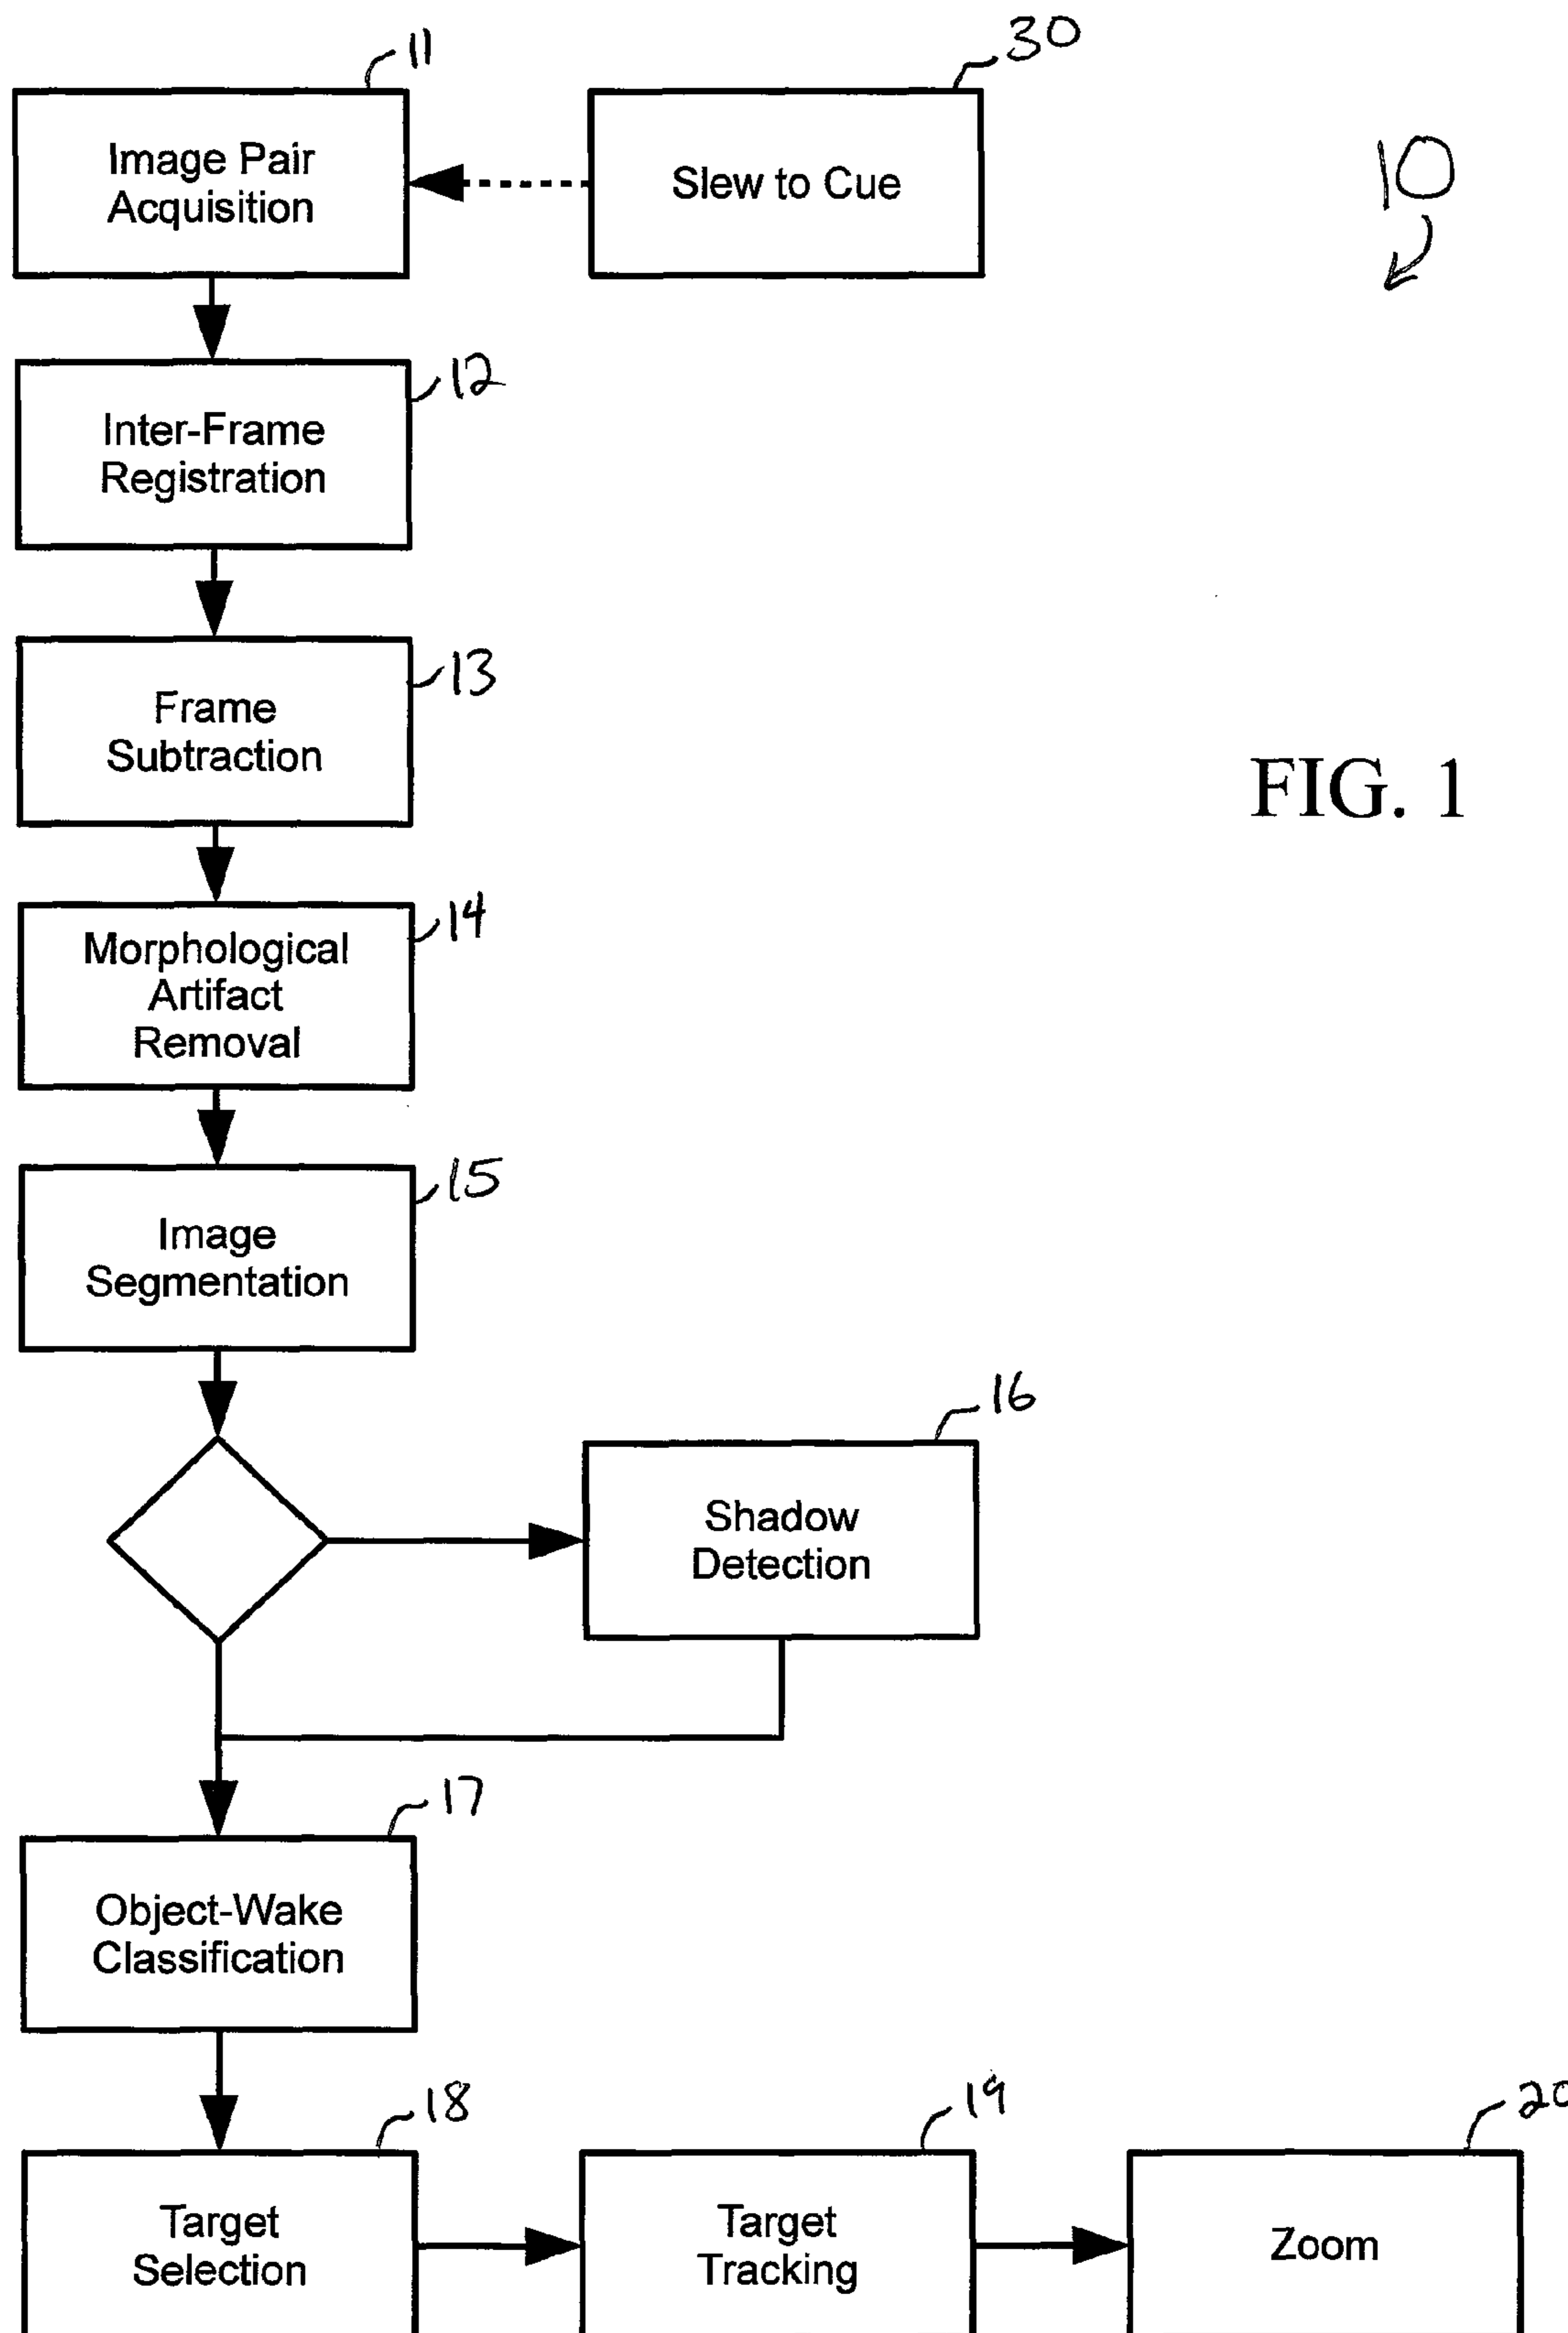 11
30
Image Pair
Acquisition
Slew to Cue
10
12
Inter-Frame
Registration
13
Frame
Subtraction
FIG. 1
14
Morphological
Artifact
Removal
15
Image
Segmentation
16
Shadow
Detection
17
Object-Wake
Classification
18
19
20
Target
Selection
Target
Tracking
Zoom